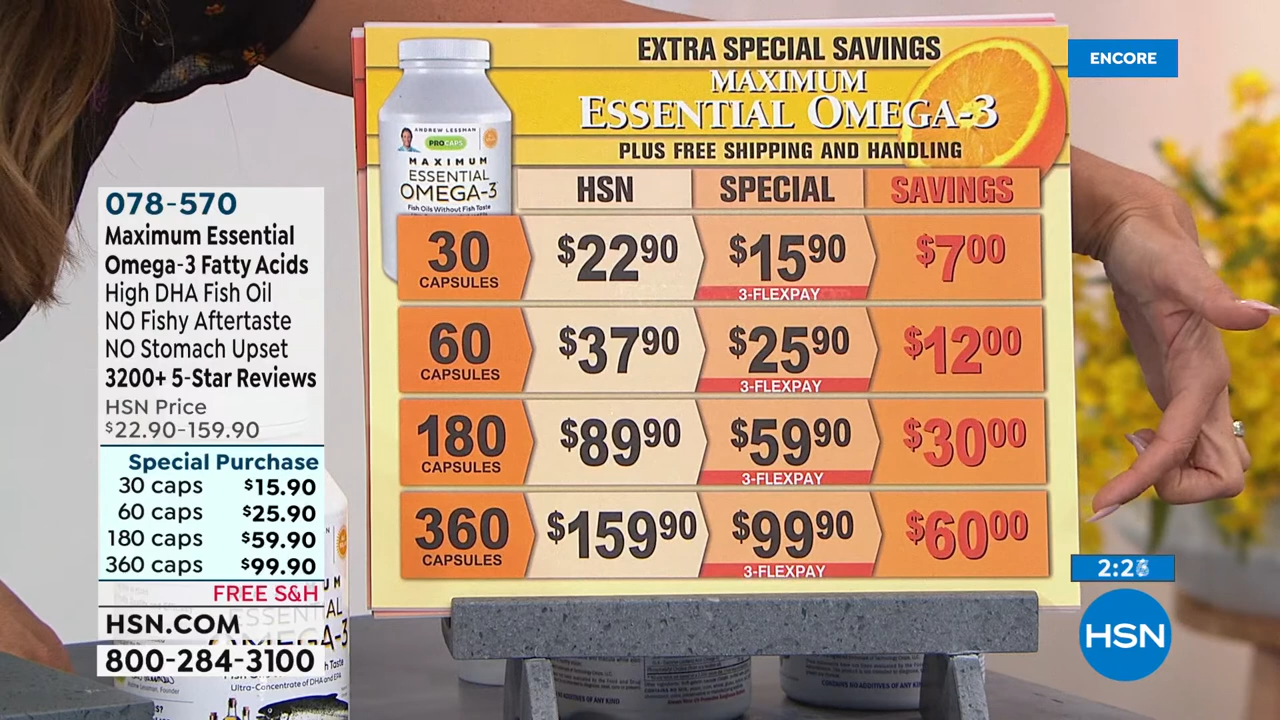 EXTRA SPECIAL SAVINGS
MAXIMUM
ESSENTIAL OMEGA-3
PLUS FREE SHIPPING AND HANDLING
ANDREW LESSMAN
PROCAPS
MAXIMUM
ESSENTIAL
OMEGA-3
Fish Oils Without Fish Taste
HSN SPECIAL SAVINGS
30 CAPSULES $22.90 $15.90 3-FLEXPAY $7.00
60 CAPSULES $37.90 $25.90 3-FLEXPAY $12.00
180 CAPSULES $89.90 $59.90 3-FLEXPAY $30.00
360 CAPSULES $159.90 $99.90 3-FLEXPAY $60.00
ENCORE
078-570
Maximum Essential
Omega-3 Fatty Acids
High DHA Fish Oil
NO Fishy Aftertaste
NO Stomach Upset
3200+ 5-Star Reviews
HSN Price
$22.90-159.90
Special Purchase
30 caps $15.90
60 caps $25.90
180 caps $59.90
360 caps $99.90
FREE S&H
HSN.COM
800-284-3100
Ultra-Concentrate of DHA and EPA
HSN